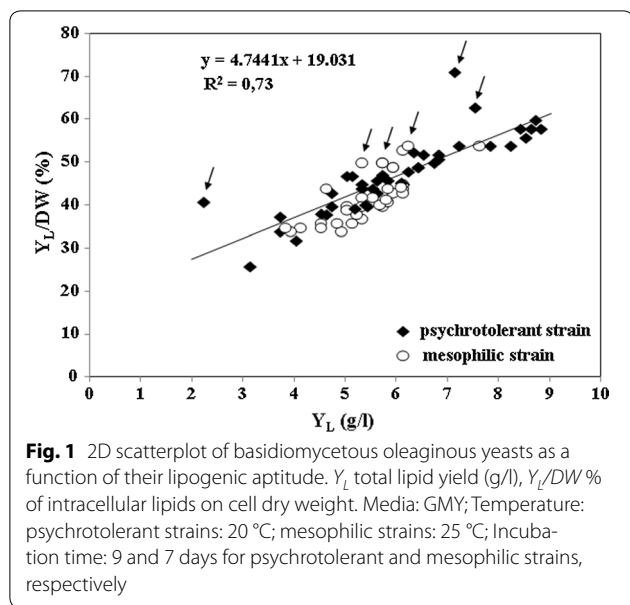 80
70
60
50
40
30
20
10
0
Y_L/DW (%)
y = 4.7441x + 19.031
R² = 0,73
psychrotolerant strain
mesophilic strain
0 1 2 3 4 5 6 7 8 9 10
Y_L (g/l)
Fig. 1 2D scatterplot of basidiomycetous oleaginous yeasts as a
function of their lipogenic aptitude. Y_L total lipid yield (g/l), Y_L/DW %
of intracellular lipids on cell dry weight. Media: GMY; Temperature:
psychrotolerant strains: 20 °C; mesophilic strains: 25 °C; Incuba-
tion time: 9 and 7 days for psychrotolerant and mesophilic strains,
respectively